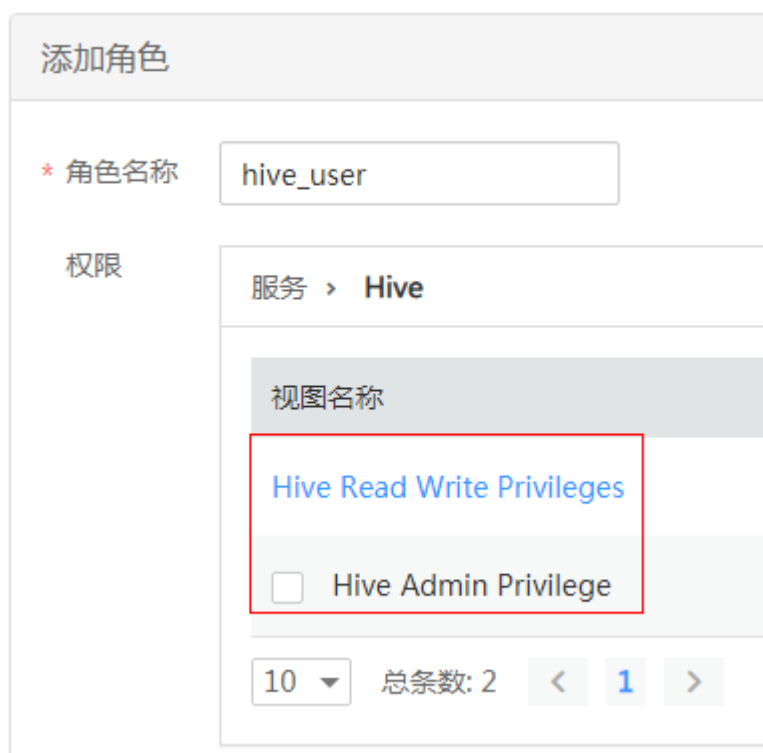 添加角色
* 角色名称 hive_user
权限
服务 > Hive
视图名称
Hive Read Write Privileges
Hive Admin Privilege
10 总条数: 2 < 1 >